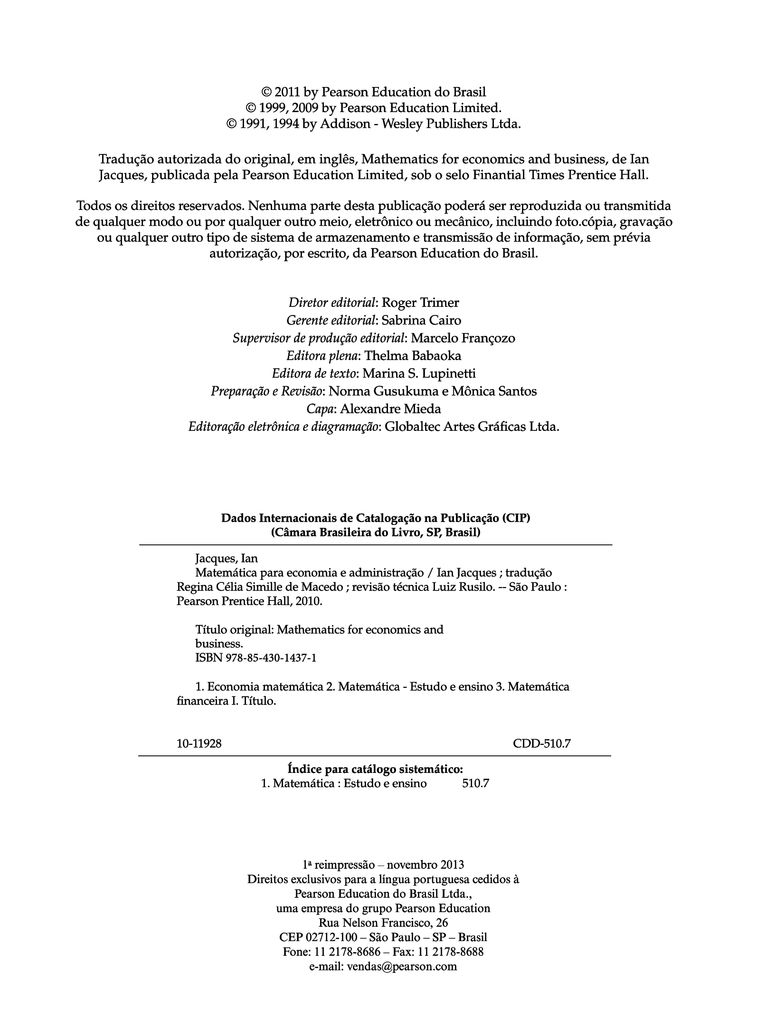 © 2011 by Pearson Education do Brasil
© 1999, 2009 by Pearson Education Limited.
© 1991, 1994 by Addison - Wesley Publishers Ltda.
Tradução autorizada do original, em inglês, Mathematics for economics and business, de Ian
Jacques, publicada pela Pearson Education Limited, sob o selo Finantial Times Prentice Hall.
Todos os direitos reservados. Nenhuma parte desta publicação poderá ser reproduzida ou transmitida
de qualquer modo ou por qualquer outro meio, eletrônico ou mecânico, incluindo foto.cópia, gravação
ou qualquer outro tipo de sistema de armazenamento e transmissão de informação, sem prévia
autorização, por escrito, da Pearson Education do Brasil.
Diretor editorial: Roger Trimer
Gerente editorial: Sabrina Cairo
Supervisor de produção editorial: Marcelo Françozo
Editora plena: Thelma Babaoka
Editora de texto: Marina S. Lupinetti
Preparação e Revisão: Norma Gusukuma e Mônica Santos
Capa: Alexandre Mieda
Editoração eletrônica e diagramação: Globaltec Artes Gráficas Ltda.
Dados Internacionais de Catalogação na Publicação (CIP)
(Câmara Brasileira do Livro, SP, Brasil)
Jacques, Ian
Matemática para economia e administração / Ian Jacques ; tradução
Regina Célia Simille de Macedo ; revisão técnica Luiz Rusilo. -- São Paulo :
Pearson Prentice Hall, 2010.
Título original: Mathematics for economics and
business.
ISBN 978-85-430-1437-1
1. Economia matemática 2. Matemática - Estudo e ensino 3. Matemática
financeira I. Título.
10-11928 CDD-510.7
Índice para catálogo sistemático:
1. Matemática : Estudo e ensino 510.7
1ª reimpressão – novembro 2013
Direitos exclusivos para a língua portuguesa cedidos à
Pearson Education do Brasil Ltda.,
uma empresa do grupo Pearson Education
Rua Nelson Francisco, 26
CEP 02712-100 – São Paulo – SP – Brasil
Fone: 11 2178-8686 – Fax: 11 2178-8688
e-mail: vendas@pearson.com